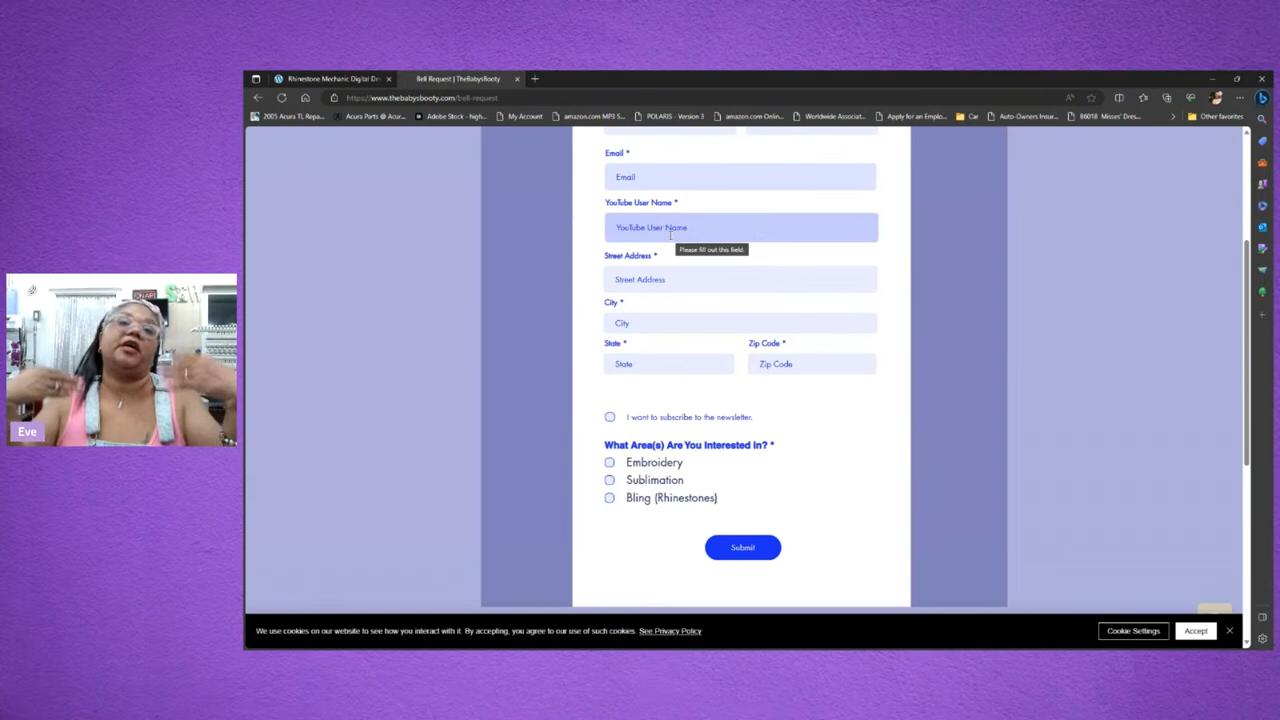 Rhinestone Mechanic Digital De
Bell Request | TheBabysBooty
https://www.thebabysbooty.com/bell-request
2005 Acura Tl, Repa...
Acura Parts @ Acur...
Adobe Stock - high...
My Account
amazon.com MP3 S...
POLARIS - Version 3
amazon.com Onlin...
Worldwide Associat...
Apply for an Emplo...
Car
Auto-Owners Insur...
B6018 Misses' Dres...
Other favorites
Email *
Email
YouTube User Name *
YouTube User Name
Please fill out this field.
Street Address *
Street Address
City *
City
State *
Zip Code *
State
Zip Code
I want to subscribe to the newsletter.
What Area(s) Are You Interested In? *
Embroidery
Sublimation
Bling (Rhinestones)
Submit
We use cookies on our website to see how you interact with it. By accepting, you agree to our use of such cookies. See Privacy Policy
Cookie Settings
Accept
ON AIR
Eve